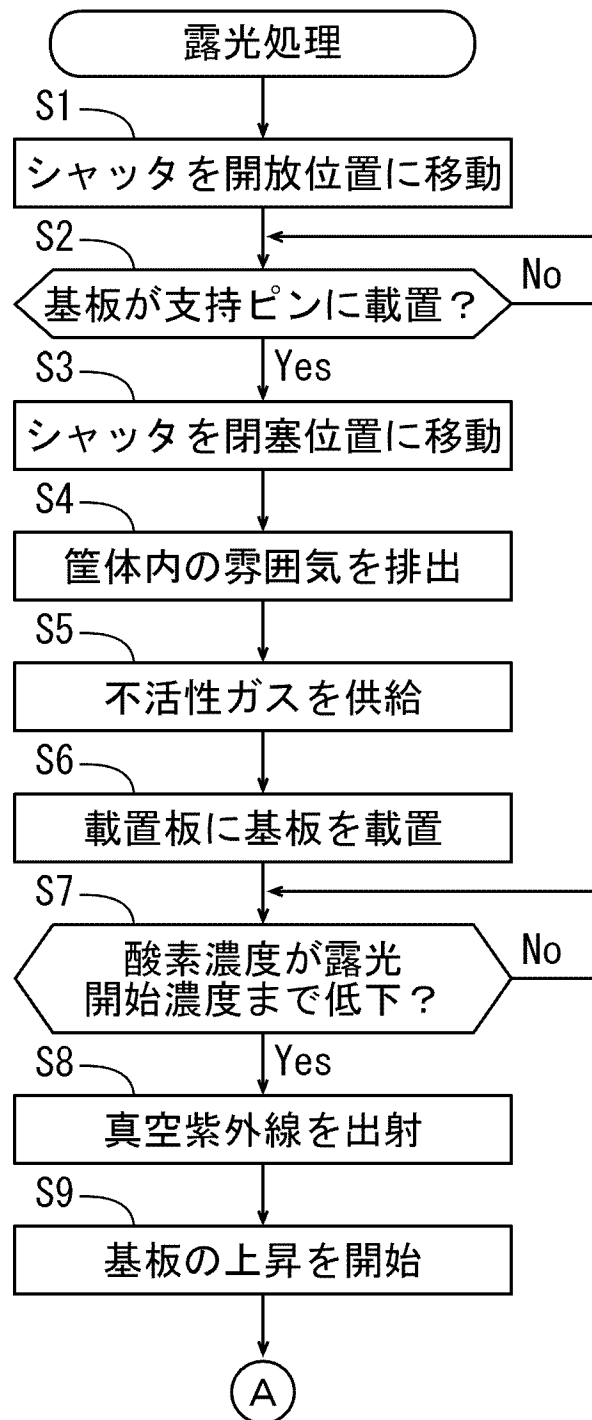 露光処理
S1
シャッタを開放位置に移動
S2
基板が支持ピンに載置？
No
Yes
S3
シャッタを閉塞位置に移動
S4
筐体内の雰囲気を排出
S5
不活性ガスを供給
S6
載置板に基板を載置
S7
酸素濃度が露光
開始濃度まで低下？
No
Yes
S8
真空紫外線を出射
S9
基板の上昇を開始
A